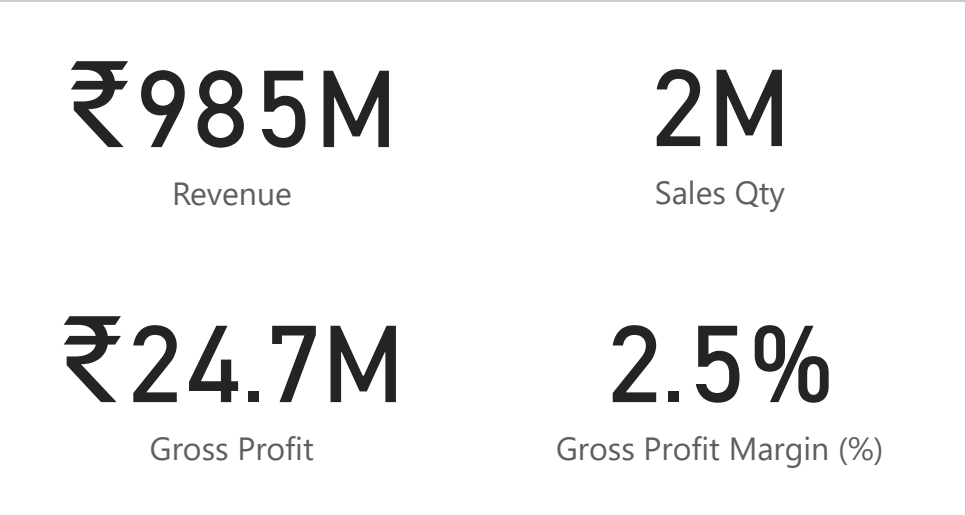 ₹985M
Revenue
2M
Sales Qty
₹24.7M
Gross Profit
2.5%
Gross Profit Margin (%)